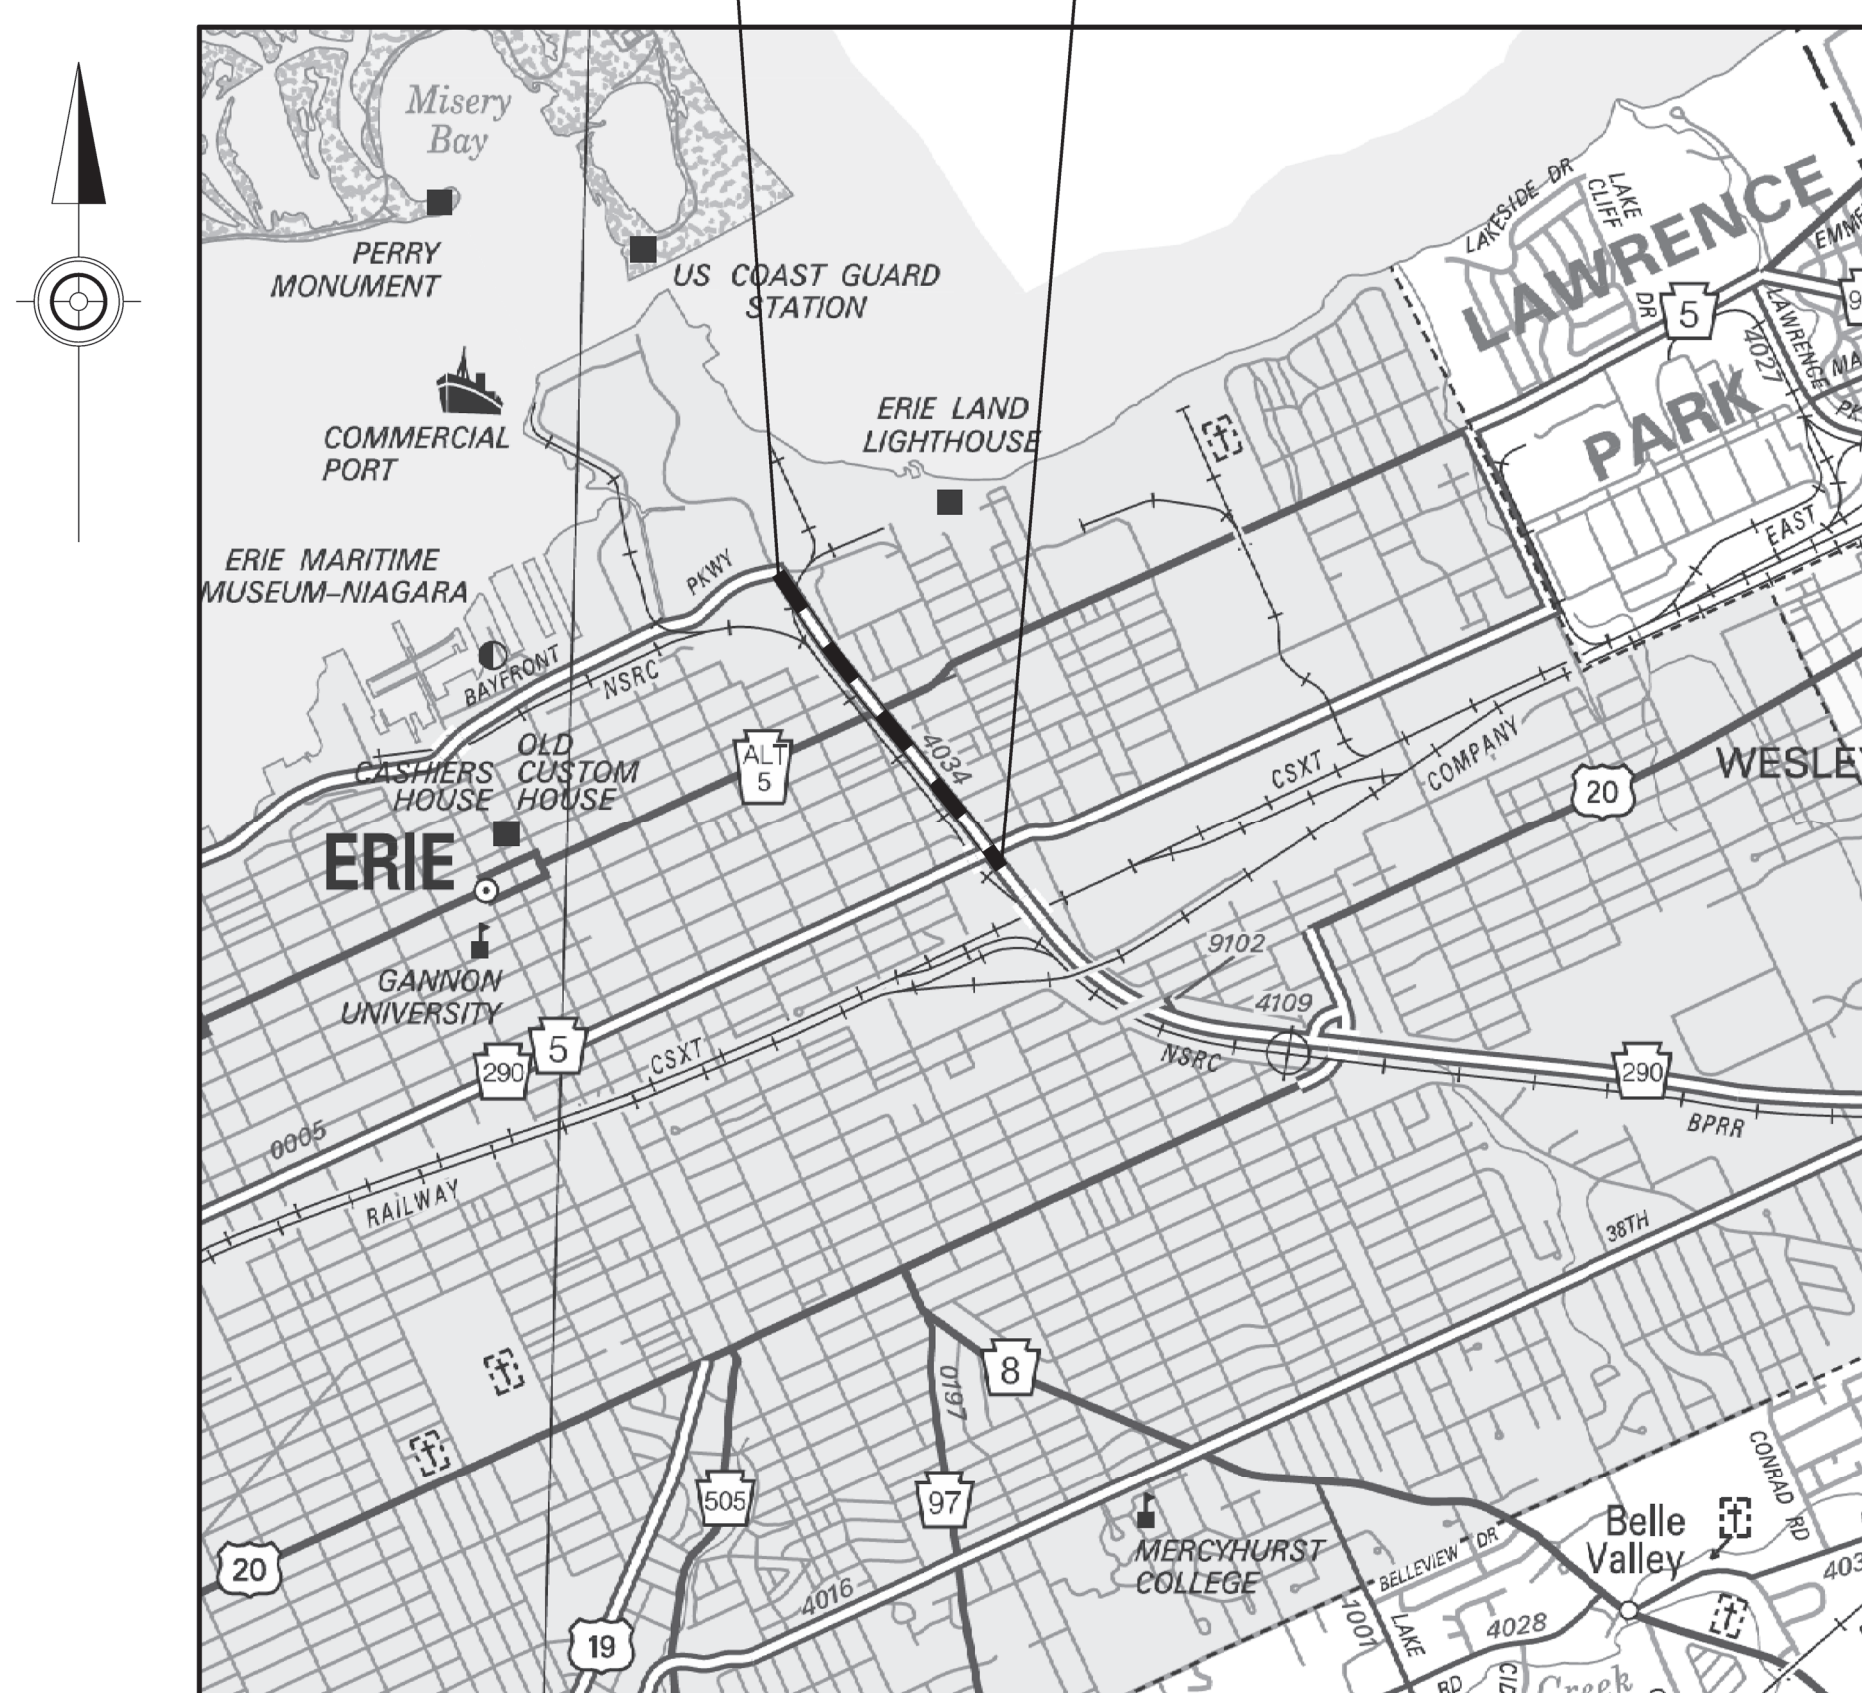 Misery
Bay
LAKESIDE DR
LAKE
CLIFF
LAWRENCE
PERRY
MONUMENT
US COAST GUARD
STATION
DR
5
4027
LAWRENCE
COMMERCIAL
PORT
ERIE LAND
LIGHTHOUSE
PARK
EAST
ERIE MARITIME
MUSEUM–NIAGARA
PKWY
BAYFRONT
NSRC
OLD
CASHIERS CUSTOM
HOUSE HOUSE
ALT
5
4034
CSXT
COMPANY
20
ERIE
GANNON
UNIVERSITY
9102
4109
5
290
CSXT
NSRC
290
BPRR
0005
RAILWAY
38TH
8
0197
505
97
20
19
4016
MERCYHURST
COLLEGE
BELLEVIEW DR
CONRAD RD
Belle
Valley
1001
LAKE
4028
RD
Creek